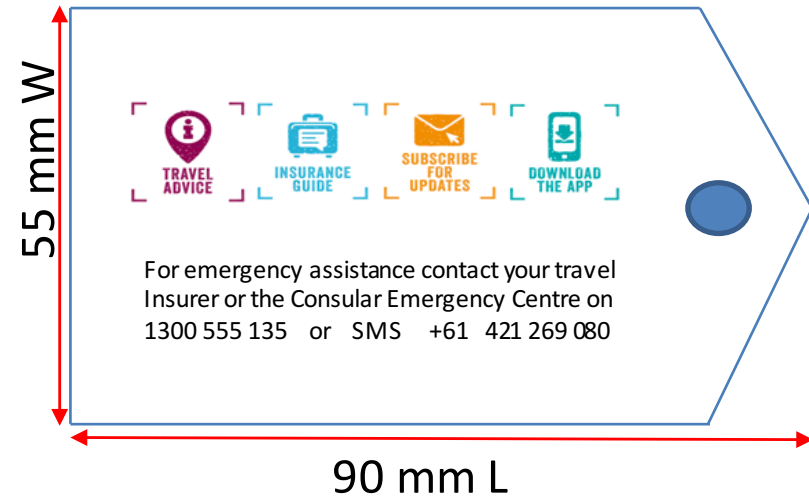 55 mm W
TRAVEL
ADVICE
INSURANCE
GUIDE
SUBSCRIBE
FOR
UPDATES
DOWNLOAD
THE APP
For emergency assistance contact your travel
Insurer or the Consular Emergency Centre on
1300 555 135 or SMS +61 421 269 080
90 mm L